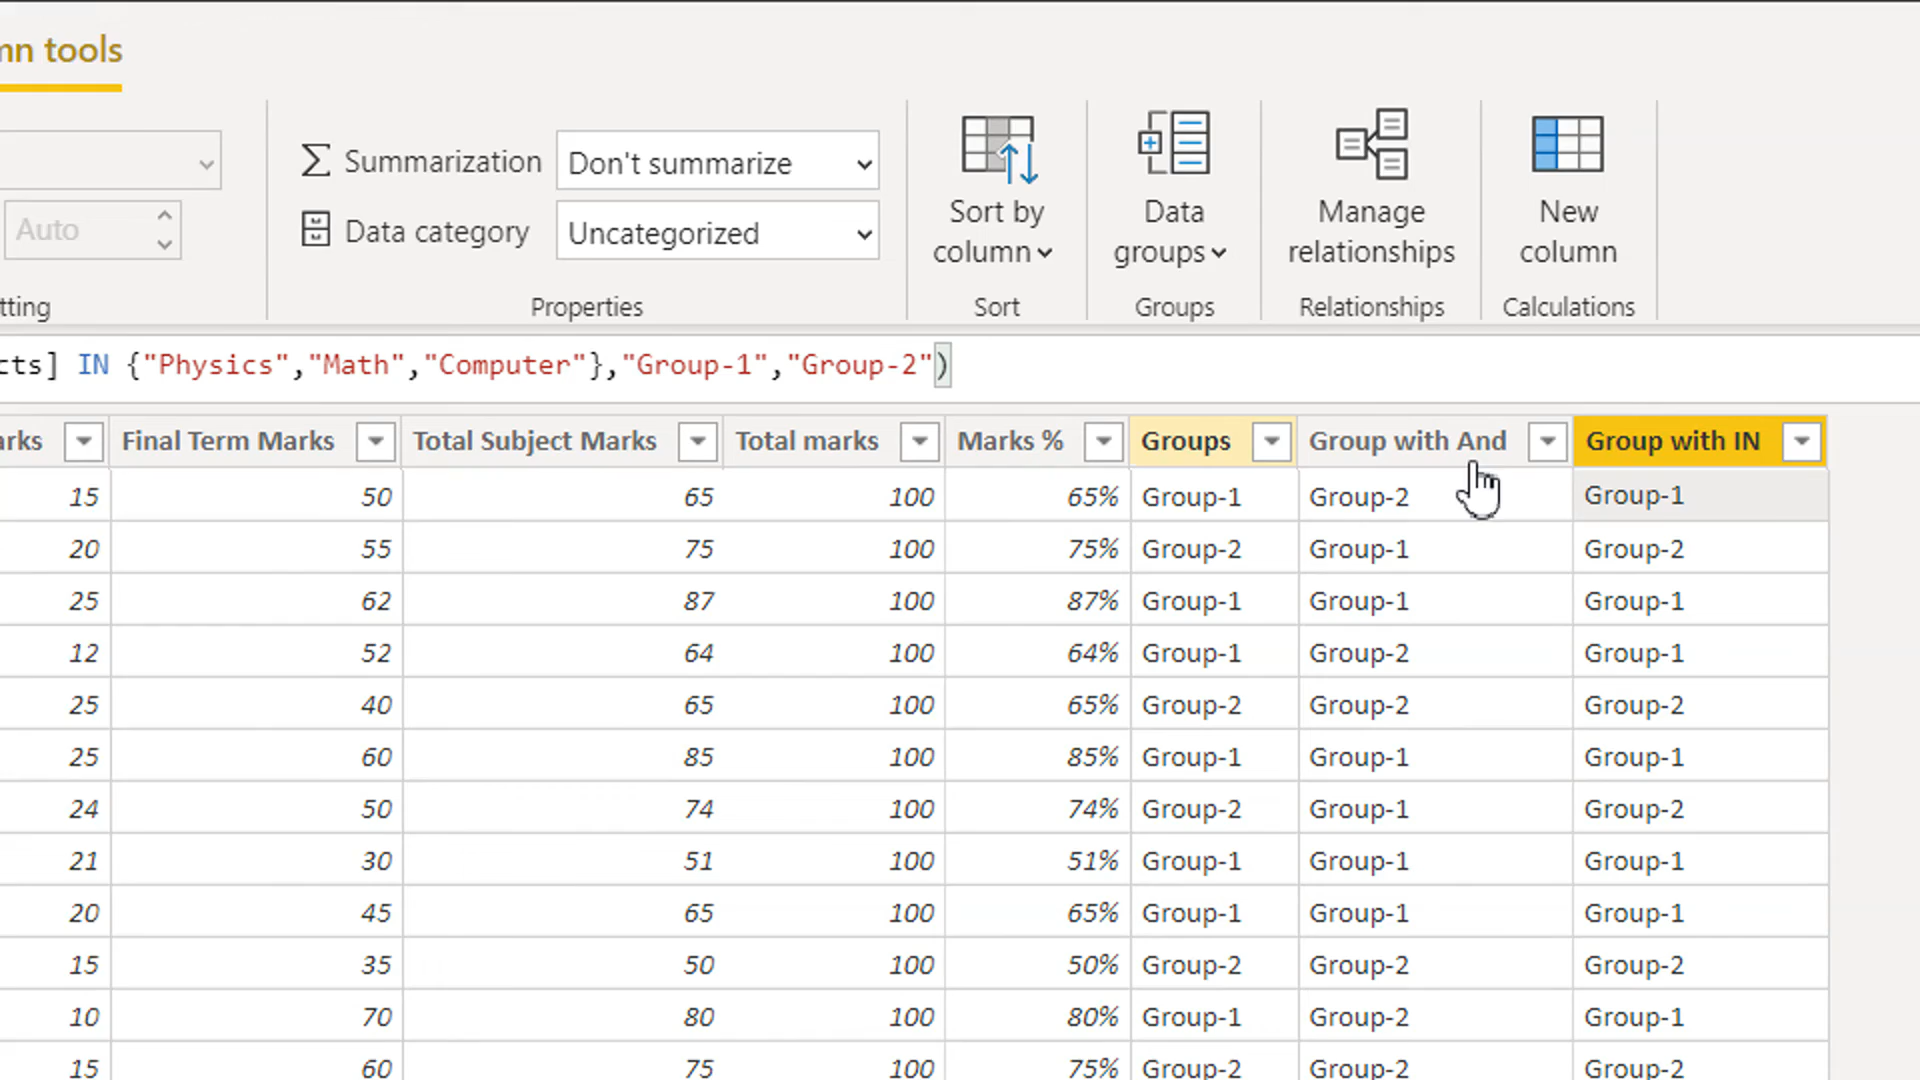 mn tools
Summarization Don't summarize
Auto
Data category Uncategorized
Sort by column
Data groups
Manage relationships
New column
tting
Properties
Sort
Groups
Relationships
Calculations
cts] IN {"Physics","Math","Computer"},"Group-1","Group-2")
arks Final Term Marks Total Subject Marks Total marks Marks % Groups Group with And Group with IN
15 50 65 100 65% Group-1 Group-2 Group-1
20 55 75 100 75% Group-2 Group-1 Group-2
25 62 87 100 87% Group-1 Group-1 Group-1
12 52 64 100 64% Group-1 Group-2 Group-1
25 40 65 100 65% Group-2 Group-2 Group-2
25 60 85 100 85% Group-1 Group-1 Group-1
24 50 74 100 74% Group-2 Group-1 Group-2
21 30 51 100 51% Group-1 Group-1 Group-1
20 45 65 100 65% Group-1 Group-1 Group-1
15 35 50 100 50% Group-2 Group-2 Group-2
10 70 80 100 80% Group-1 Group-2 Group-1
15 60 75 100 75% Group-2 Group-2 Group-2